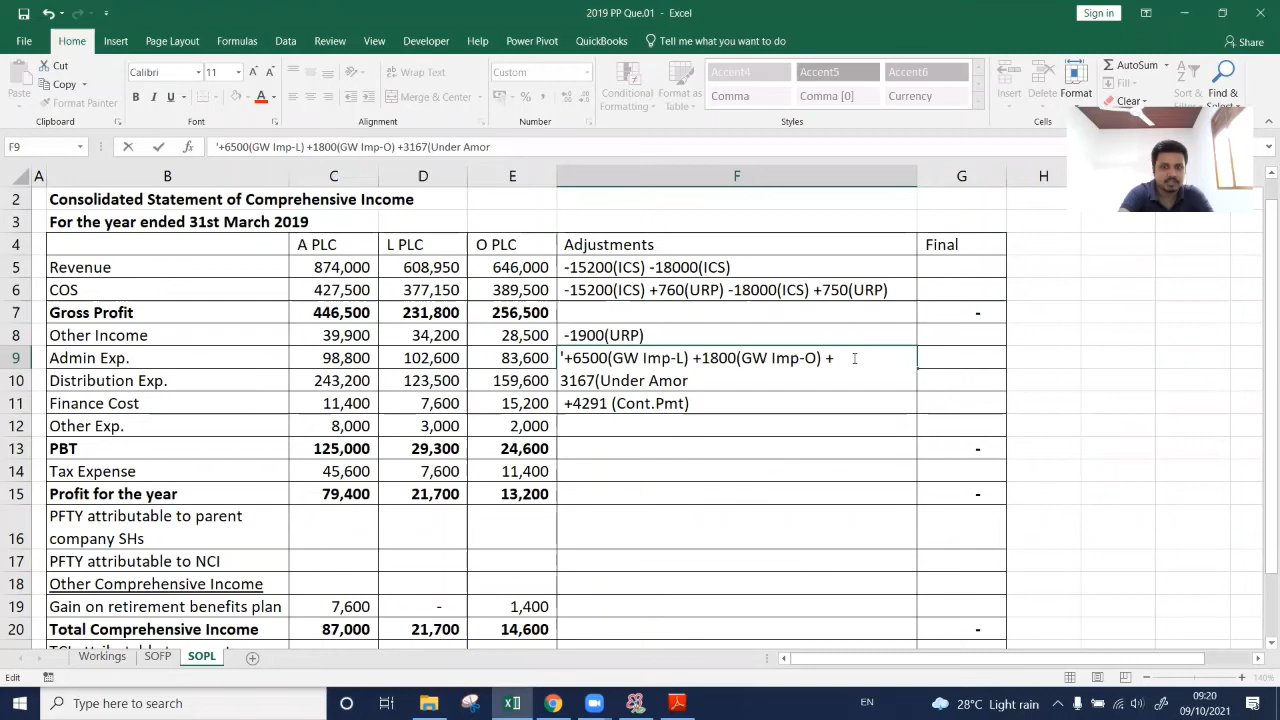 2019 PP Que.01 - Excel
Sign in
File Home Insert Page Layout Formulas Data Review View Developer Help Power Pivot QuickBooks Tell me what you want to do
Share
Cut
Copy
Format Painter
Paste
Clipboard
Calibri 11
Font
Wrap Text
Merge & Center
Alignment
Custom
Number
Conditional Formatting
Format as Table
Accent4 Accent5 Accent6
Comma Comma [0] Currency
Styles
Insert Delete Format
Cells
AutoSum
Fill
Clear
Sort &
Find &
F9 '+6500(GW Imp-L) +1800(GW Imp-O) +3167(Under Amor
A B C D E F G H
2 Consolidated Statement of Comprehensive Income
3 For the year ended 31st March 2019
4 A PLC L PLC O PLC Adjustments Final
5 Revenue 874,000 608,950 646,000 -15200(ICS) -18000(ICS)
6 COS 427,500 377,150 389,500 -15200(ICS) +760(URP) -18000(ICS) +750(URP)
7 Gross Profit 446,500 231,800 256,500 -
8 Other Income 39,900 34,200 28,500 -1900(URP)
9 Admin Exp. 98,800 102,600 83,600 '+6500(GW Imp-L) +1800(GW Imp-O) +
3167(Under Amor
10 Distribution Exp. 243,200 123,500 159,600
11 Finance Cost 11,400 7,600 15,200 +4291 (Cont.Pmt)
12 Other Exp. 8,000 3,000 2,000
13 PBT 125,000 29,300 24,600 -
14 Tax Expense 45,600 7,600 11,400
15 Profit for the year 79,400 21,700 13,200 -
PFTY attributable to parent
16 company SHs
17 PFTY attributable to NCI
18 Other Comprehensive Income
19 Gain on retirement benefits plan 7,600 - 1,400
20 Total Comprehensive Income 87,000 21,700 14,600 -
Workings SOFP SOPL
Edit
140%
Type here to search
EN
28°C Light rain
09:20
09/10/2021